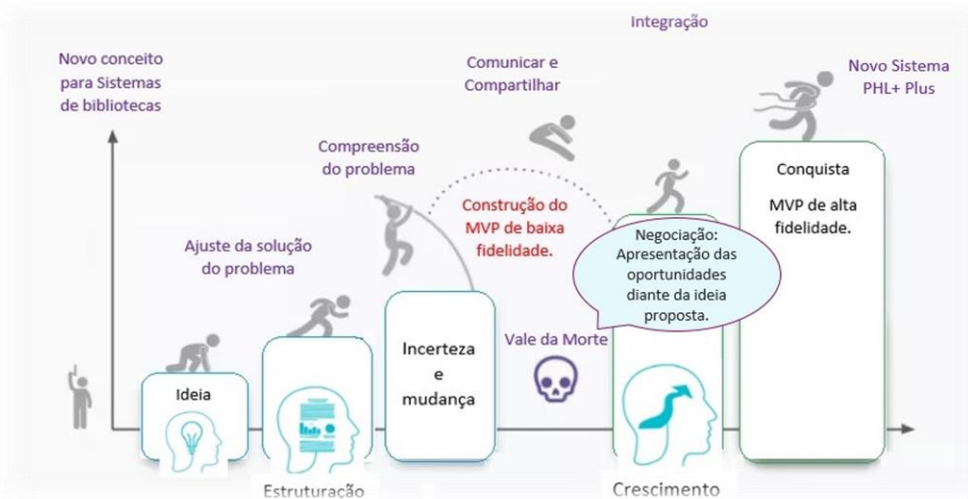 Integração
Novo conceito
para Sistemas
de bibliotecas
Comunicar e
Compartilhar
Novo Sistema
PHL+ Plus
Compreensão
do problema
Ajuste da solução
do problema
Construção do
MVP de baixa
fidelidade.
Negociação:
Apresentação das
oportunidades
diante da ideia
proposta.
Conquista
MVP de alta
fidelidade.
Vale da Morte
Ideia
Incerteza
e
mudança
Estruturação
Crescimento